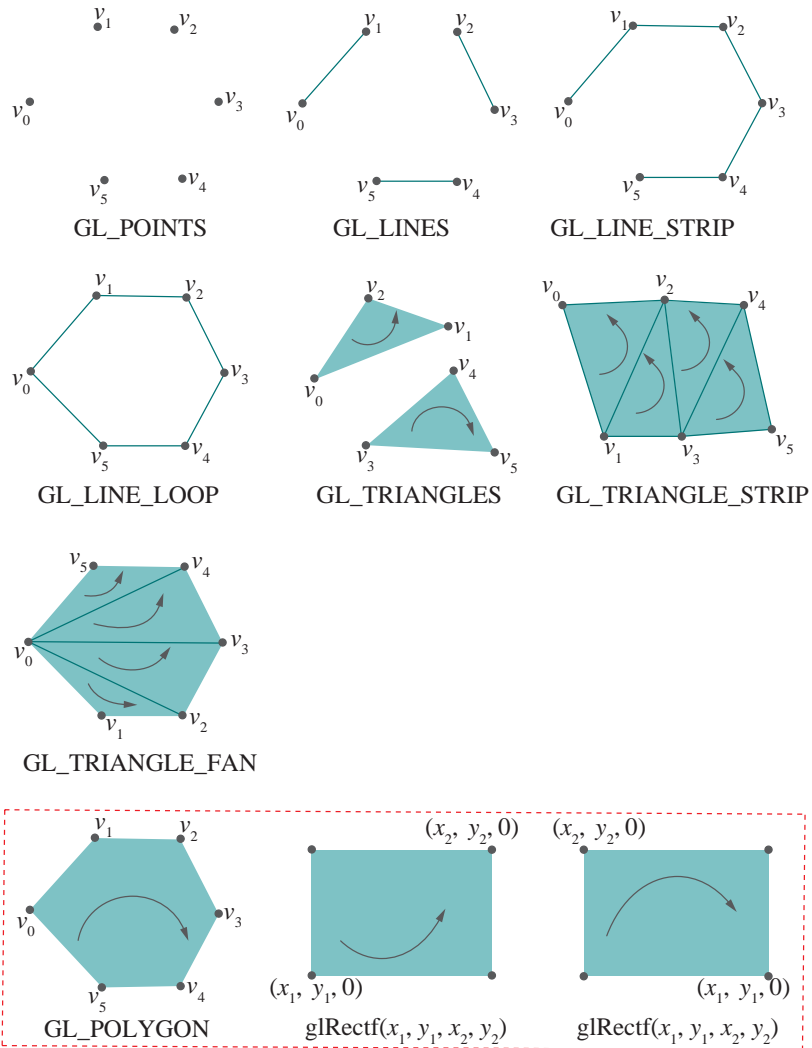 v1 v2 v1 v2 v1 v2
v0 v3 v0 v3 v0 v3
v5 v4 v5 v4 v5 v4
GL_POINTS GL_LINES GL_LINE_STRIP
v1 v2 v2 v1 v0 v2 v4
v0 v3 v0 v4
v5 v4 v3 v5 v1 v3 v5
GL_LINE_LOOP GL_TRIANGLES GL_TRIANGLE_STRIP
v5 v4
v0 v3
v1 v2
GL_TRIANGLE_FAN
v1 v2 (x2, y2,0) (x2, y2,0)
v0 v3
v5 v4 (x1, y1,0) (x1, y1,0)
GL_POLYGON glRectf(x1, y1, x2, y2) glRectf(x1, y1, x2, y2)